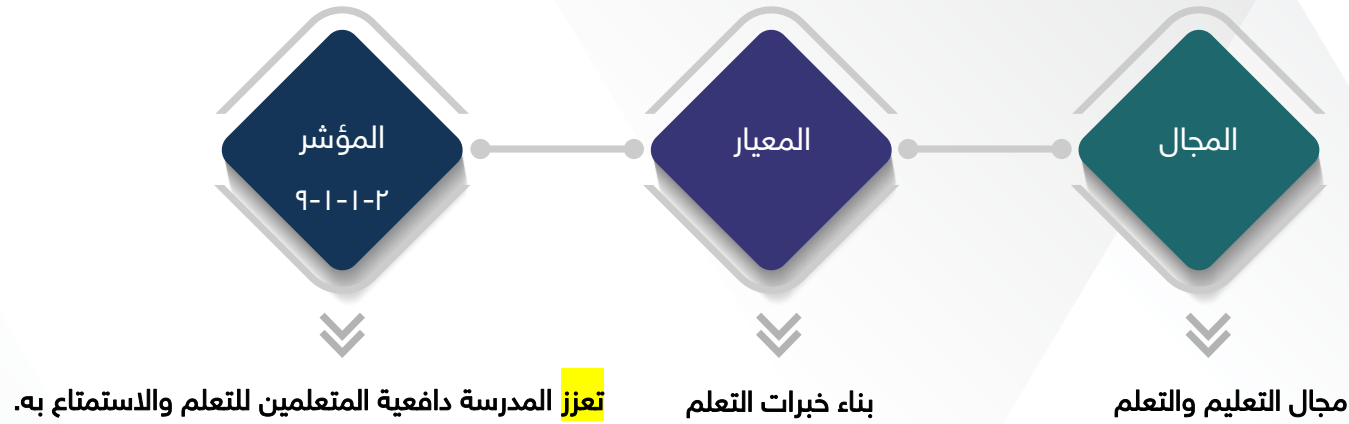 المجال
المعيار
المؤشر
٢-١-١-٩
مجال التعليم والتعلم
بناء خبرات التعلم
تعزز المدرسة دافعية المتعلمين للتعلم والاستمتاع به.